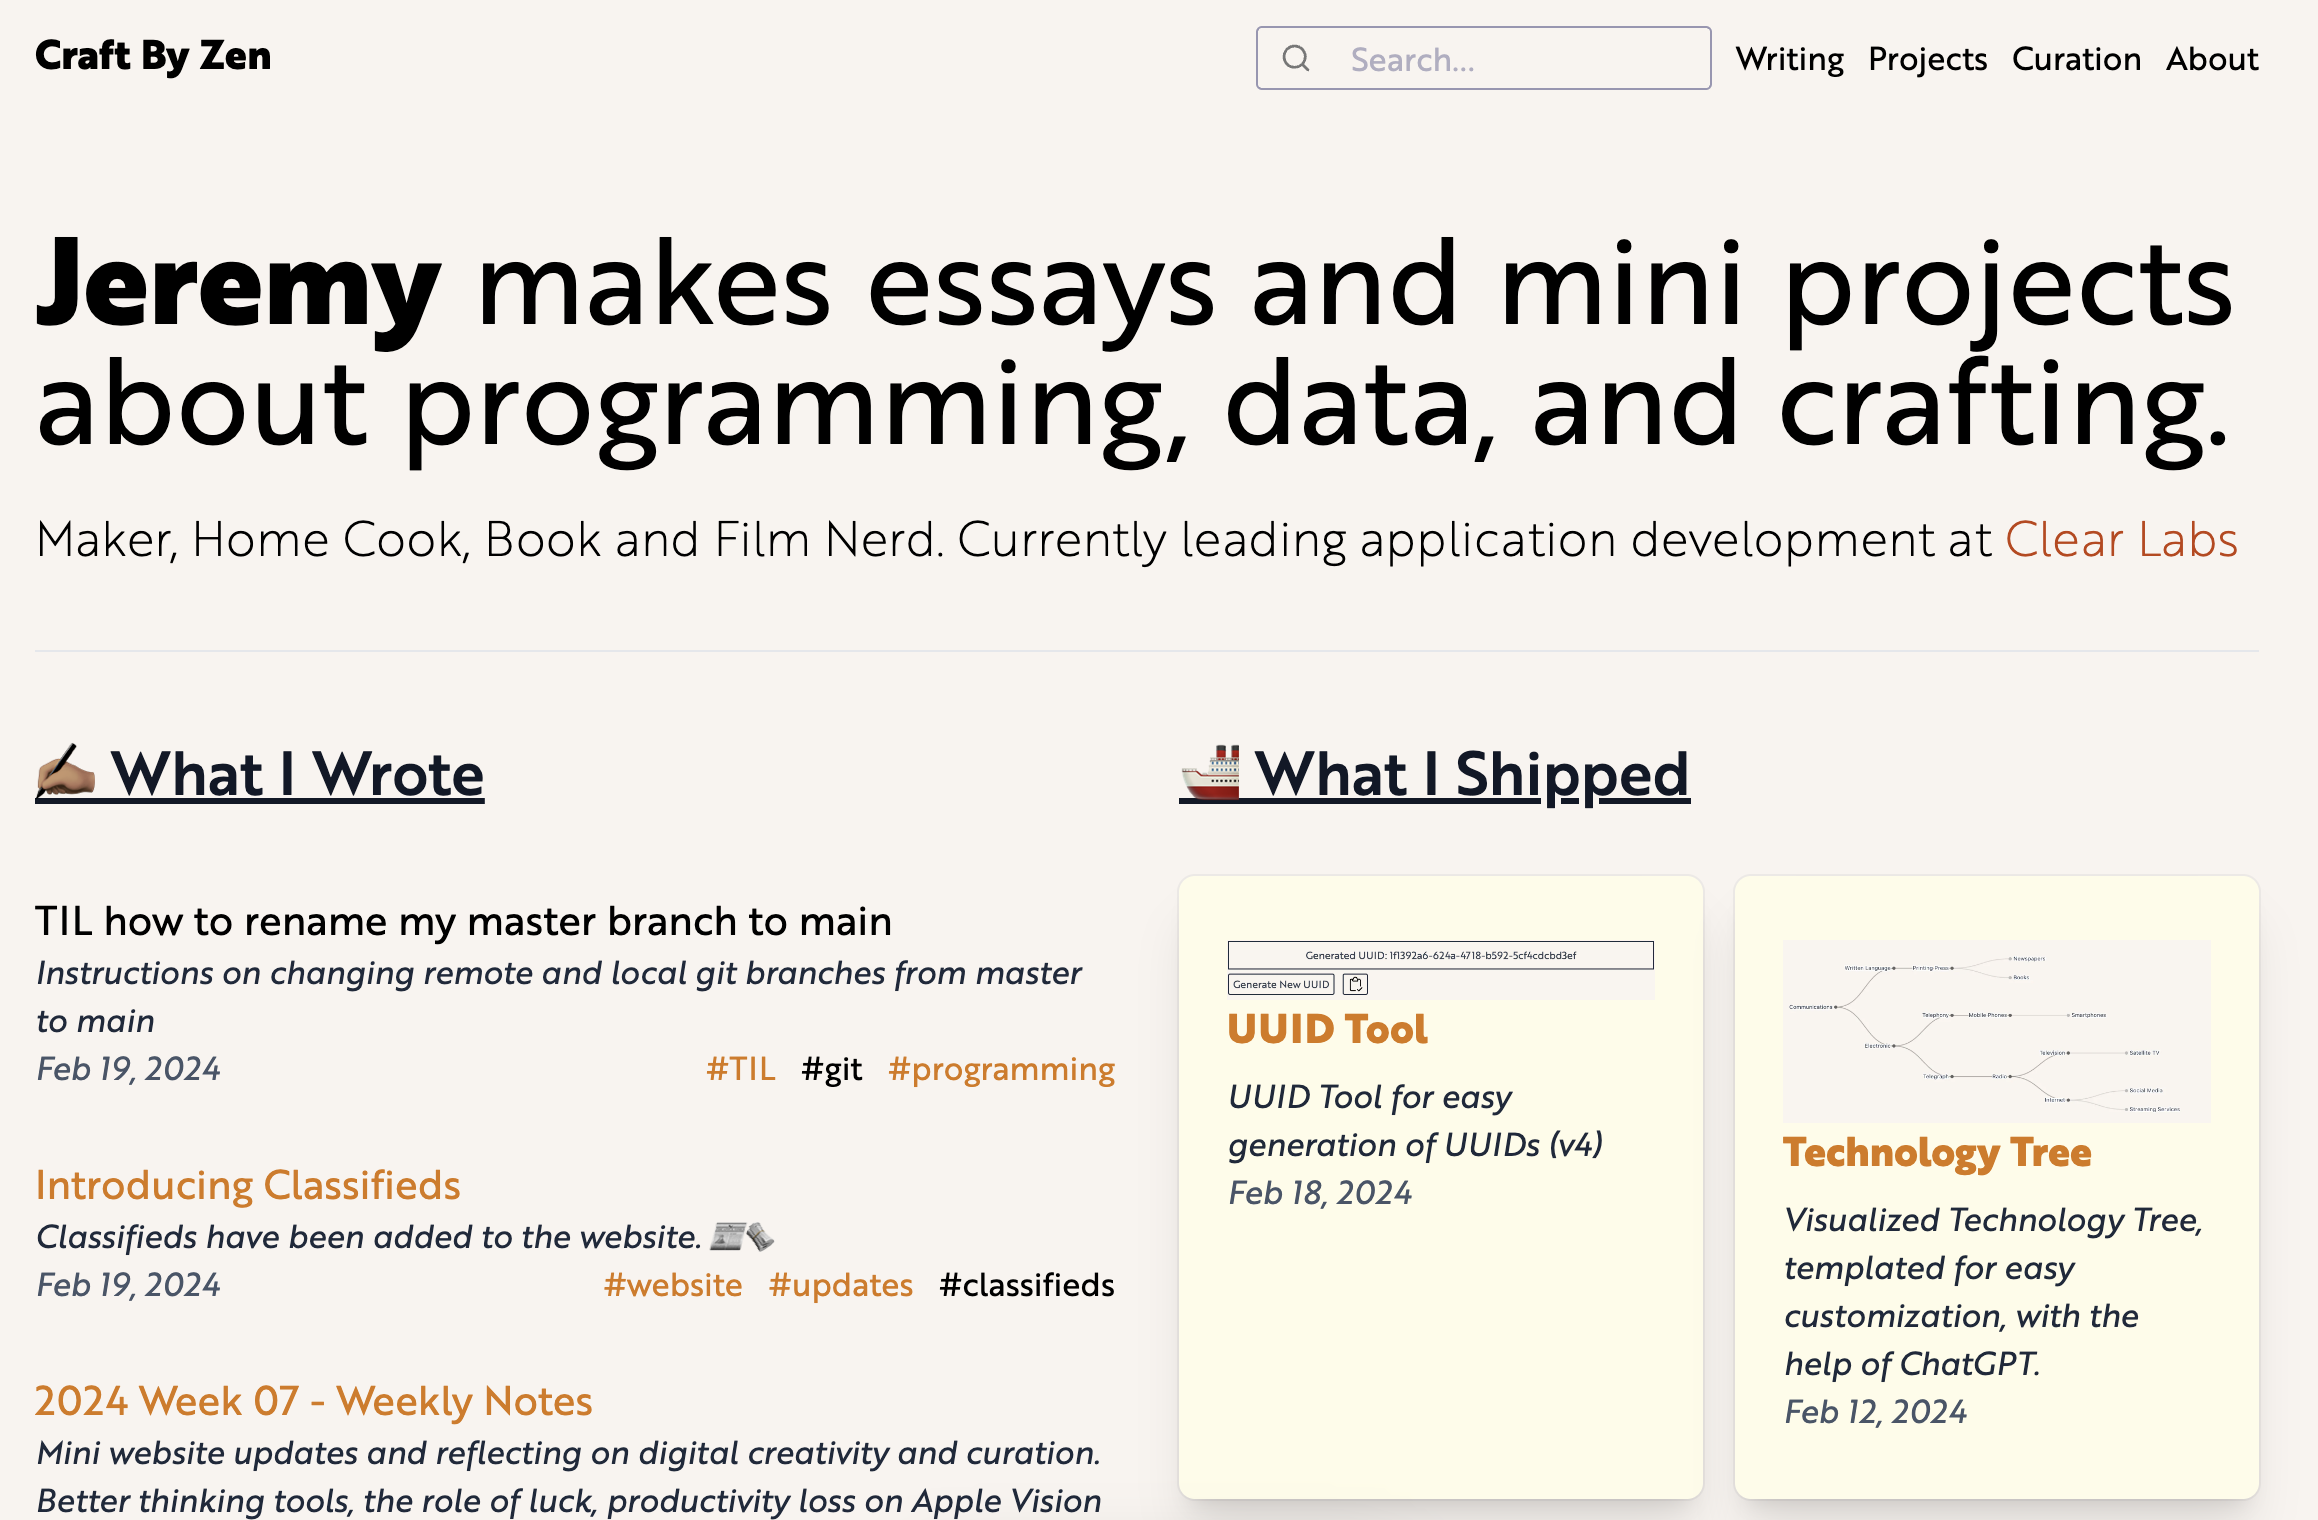 Craft By Zen
Search...
Writing Projects Curation About
Jeremy makes essays and mini projects
about programming, data, and crafting.
Maker, Home Cook, Book and Film Nerd. Currently leading application development at Clear Labs
What I Wrote
TIL how to rename my master branch to main
Instructions on changing remote and local git branches from master
to main
Feb 19, 2024 #TIL #git #programming
Introducing Classifieds
Classifieds have been added to the website.
Feb 19, 2024 #website #updates #classifieds
2024 Week 07 - Weekly Notes
Mini website updates and reflecting on digital creativity and curation.
Better thinking tools, the role of luck, productivity loss on Apple Vision
What I Shipped
Generated UUID: 1f1392a6-624a-4718-b592-5cf4cdcbd3ef
Generate New UUID
UUID Tool
UUID Tool for easy
generation of UUIDs (v4)
Feb 18, 2024
Newspapers
Written Language
Printing Press
Books
Communications
Telephony
Mobile Phones
Smartphones
Electronic
Television
Satellite TV
Telegraph
Radio
Social Media
Internet
Streaming Services
Technology Tree
Visualized Technology Tree,
templated for easy
customization, with the
help of ChatGPT.
Feb 12, 2024